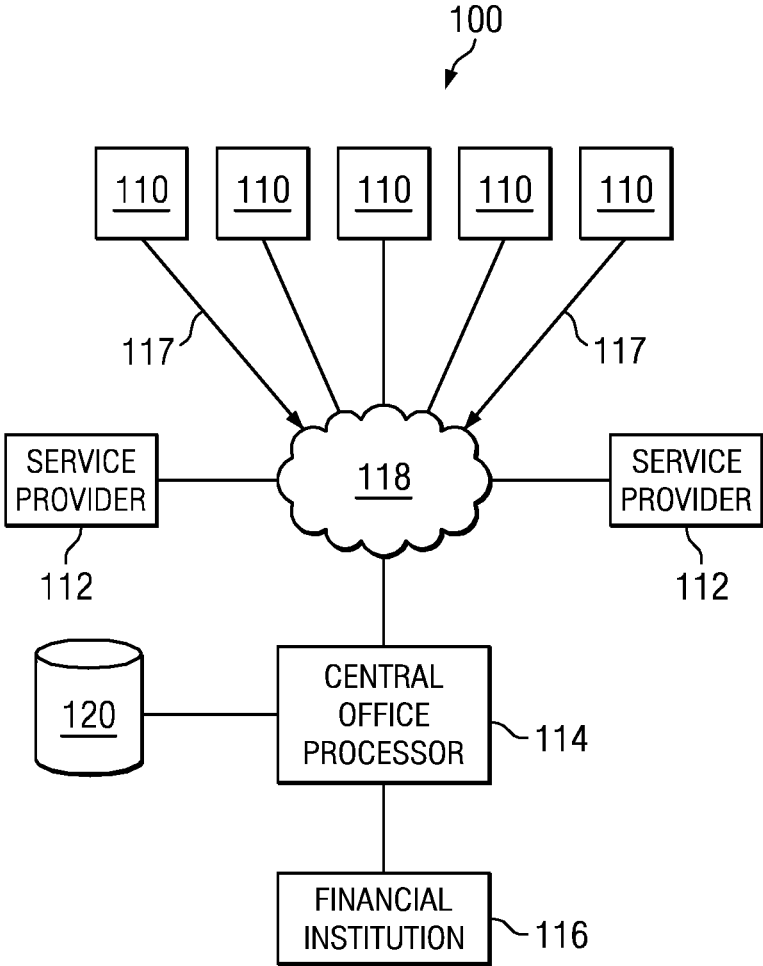 100
110 110 110 110 110
117 117
SERVICE
PROVIDER
112
118
SERVICE
PROVIDER
112
120
CENTRAL
OFFICE
PROCESSOR
114
FINANCIAL
INSTITUTION
116